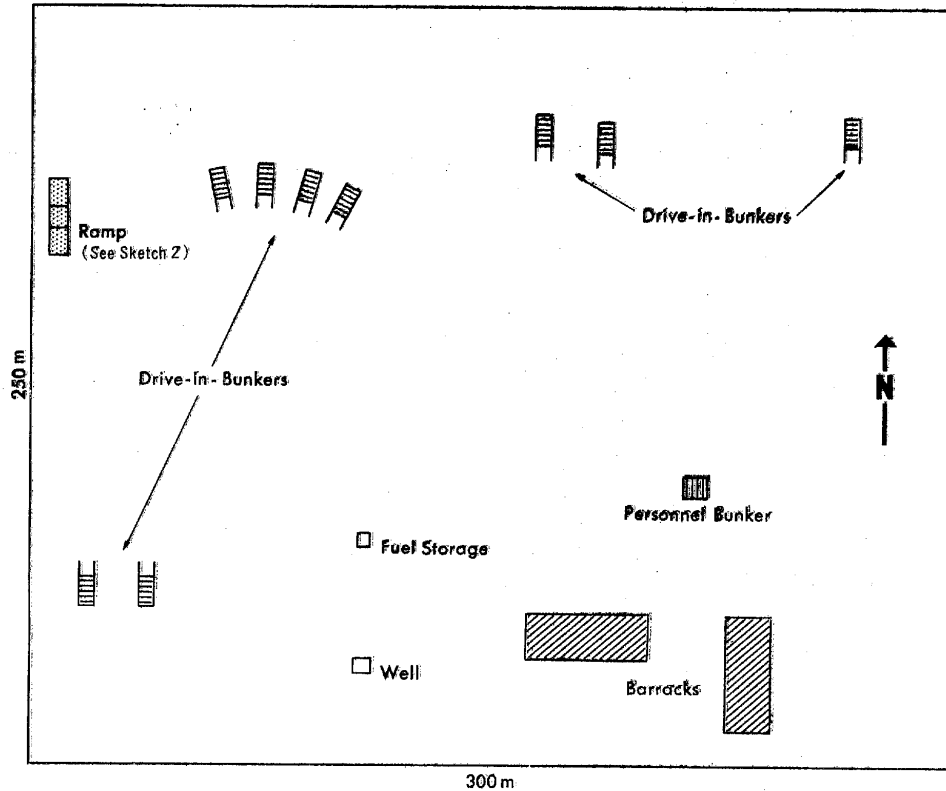 Drive-in-Bunkers
Ramp
(See Sketch 2)
250 m
Drive-in-Bunkers
N
Personnel Bunker
Fuel Storage
Well
Barracks
300 m